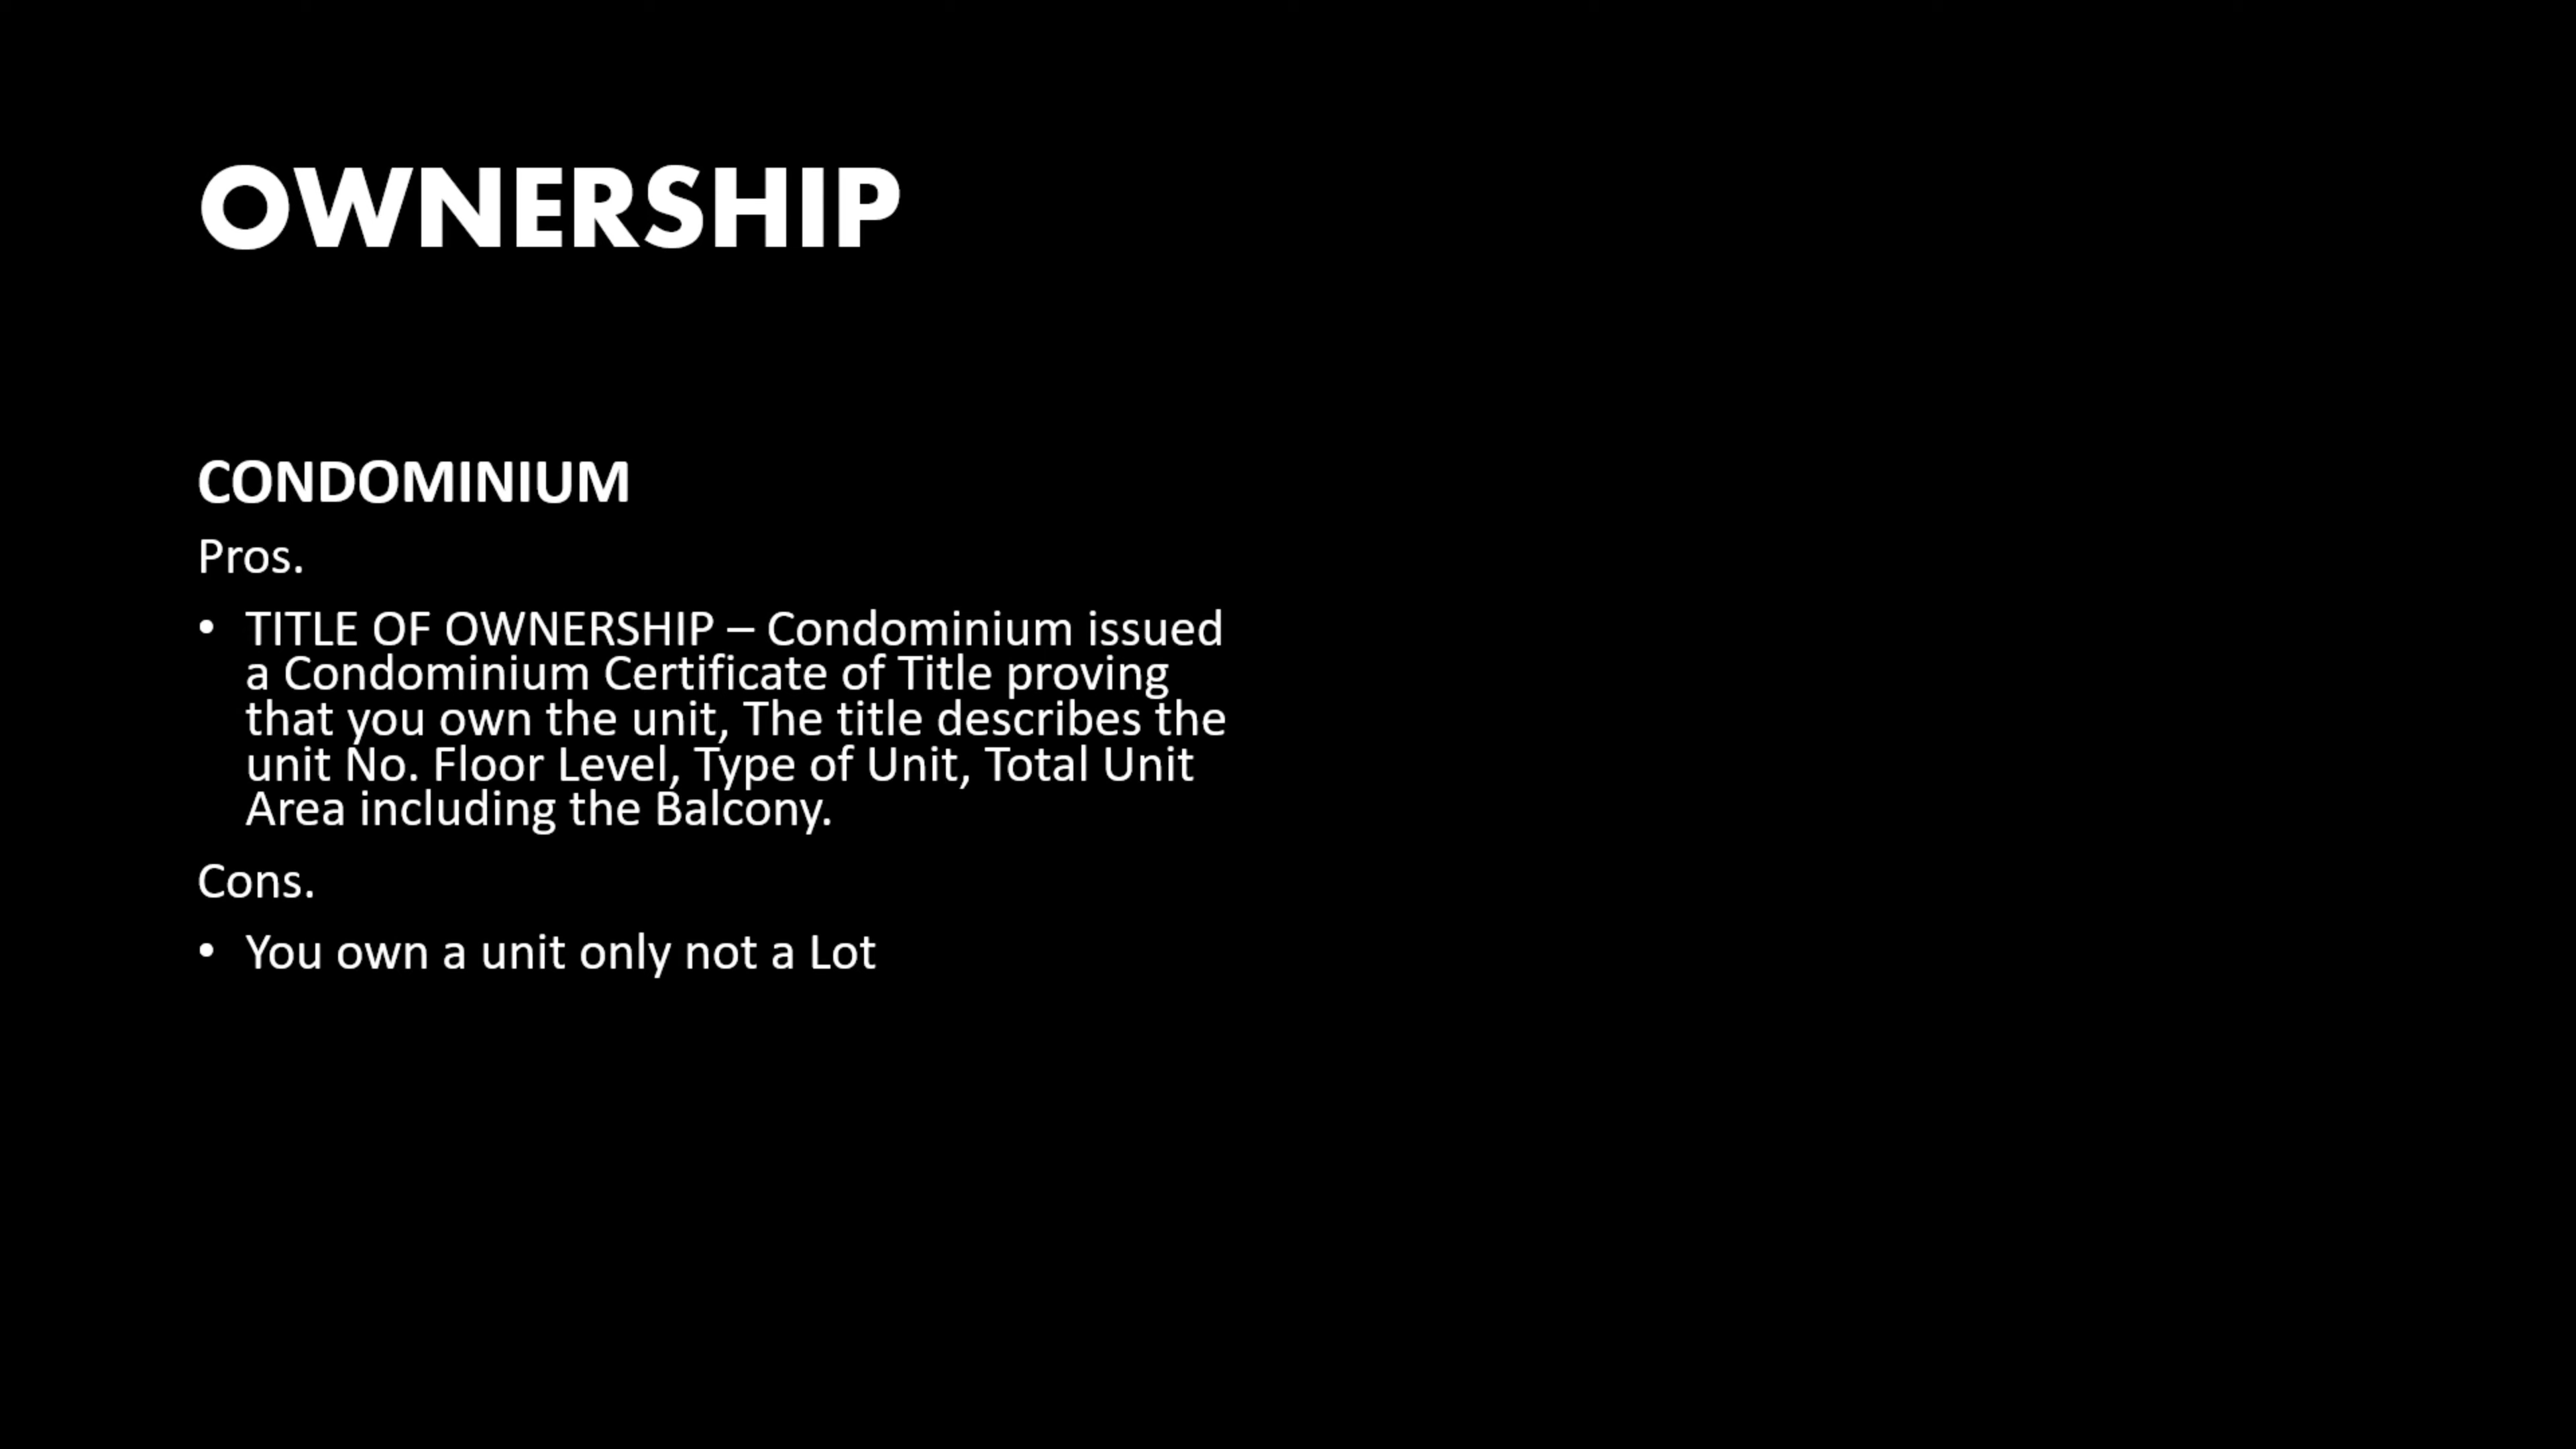 OWNERSHIP
CONDOMINIUM
Pros.
• TITLE OF OWNERSHIP – Condominium issued
a Condominium Certificate of Title proving
that you own the unit, The title describes the
unit No. Floor Level, Type of Unit, Total Unit
Area including the Balcony.
Cons.
• You own a unit only not a Lot